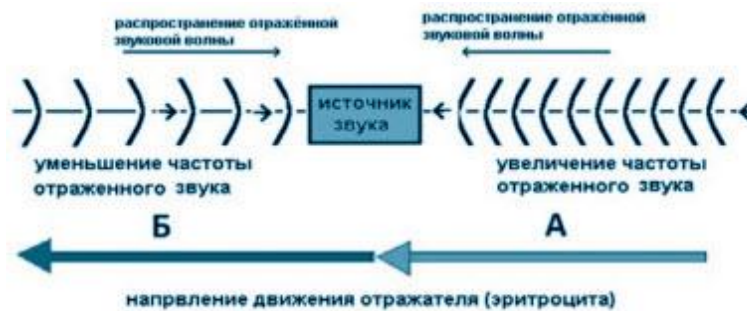 распространение отражённой
звуковой волны
распространение отражённой
звуковой волны
источник
звука
уменьшение частоты
отраженного звука
увеличение частоты
отраженного звука
Б
А
напрвление движения отражателя (эритроцита)